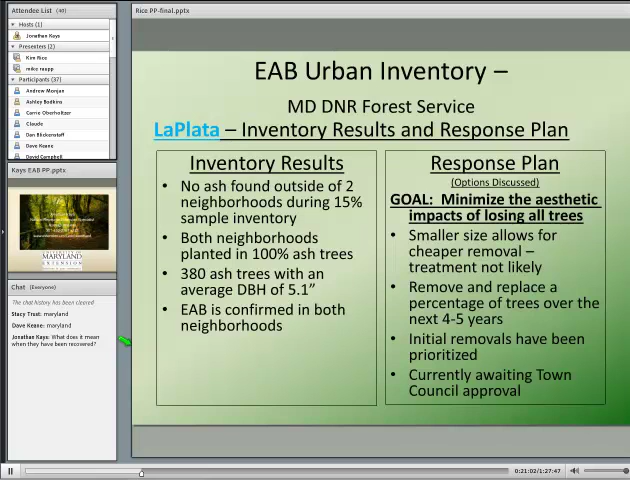 Attendee List (40)
Hosts (1)
Jonathan Kays
Presenters (2)
Kim Rice
mike raupp
Participants (37)
Andrew Monjan
Ashley Bodkins
Carrie Oberholtzer
Claude
Dan Blickenstaff
Dave Keane
David Campbell
Kays EAB PP.pptx
MARYLAND
EXTENSION
Chat (Everyone)
The chat history has been cleared
Stacy Trust: maryland
Dave Keane: maryland
Jonathan Kays: What does it mean
when they have been recovered?
Rice PP-final.pptx
EAB Urban Inventory –
MD DNR Forest Service
LaPlata – Inventory Results and Response Plan
Inventory Results
• No ash found outside of 2
neighborhoods during 15%
sample inventory
• Both neighborhoods
planted in 100% ash trees
• 380 ash trees with an
average DBH of 5.1”
• EAB is confirmed in both
neighborhoods
Response Plan
(Options Discussed)
GOAL: Minimize the aesthetic
impacts of losing all trees
• Smaller size allows for
cheaper removal –
treatment not likely
• Remove and replace a
percentage of trees over the
next 4-5 years
• Initial removals have been
prioritized
• Currently awaiting Town
Council approval
0:21:02/1:27:47